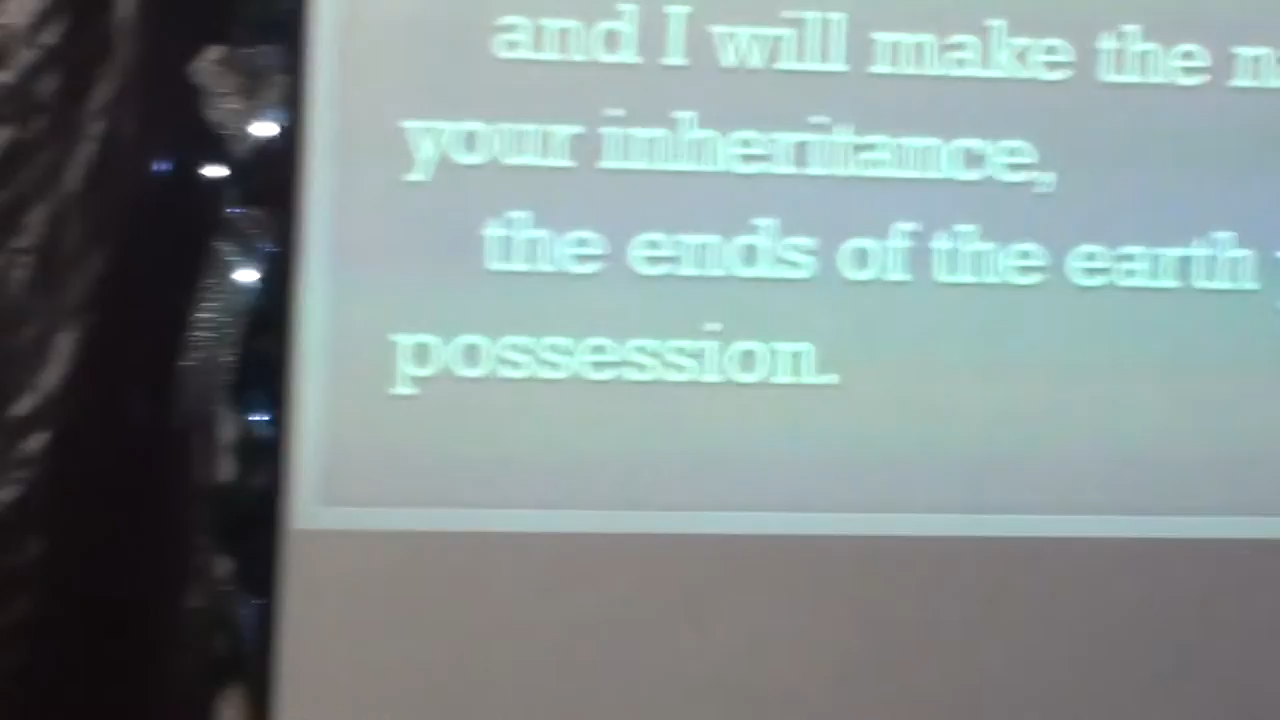 and I will make the
your inheritance,
the ends of the earth
possession.